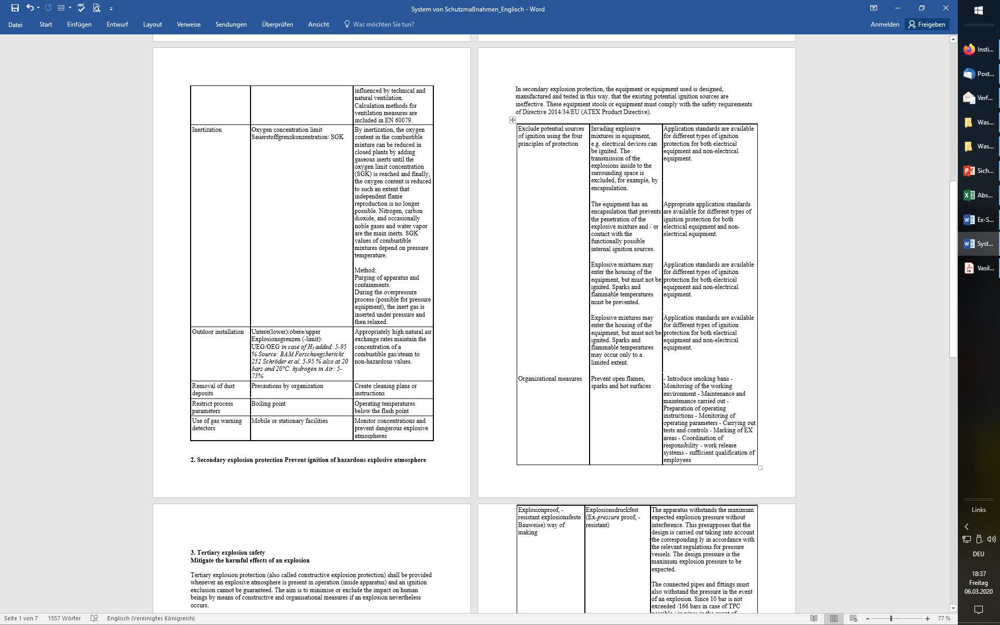 System von Schutzmaßnahmen_Englisch - Word
Datei Start Einfügen Entwurf Layout Verweise Sendungen Überprüfen Ansicht Was möchten Sie tun? Anmelden Freigeben
influenced by technical and
natural ventilation.
Calculation methods for
ventilation measures are
included in EN 60079.
Inertization
Oxygen concentration limit
Sauerstoffgrenzkonzentration: SGK
By inertization, the oxygen
content in the combustible
mixture can be reduced in
closed plants by adding
gaseous inerts until the
oxygen limit concentration
(SGK) is reached and finally,
the oxygen content is reduced
to such an extent that
independent flame
reproduction is no longer
possible. Nitrogen, carbon
dioxide, and occasionally
noble gases and water vapor
are the main inerts. SGK
values of combustible
mixtures depend on pressure
temperature.
Method:
Purging of apparatus and
containments.
During the overpressure
process (possible for pressure
equipment), the inert gas is
inserted under pressure and
then relaxed.
Outdoor installation
Untere(lower)/obere/upper
Explosionsgrenzen (-limit):
UEG/OEG in case of H₂ added: 5-95
% Source: BAM Forschungsbericht
252 Schröder et al. 5-95 % also at 20
bars and 20°C. hydrogen in Air: 5-
75%
Appropriately high natural air
exchange rates maintain the
concentration of a
combustible gas/steam to
non-hazardous values.
Removal of dust
deposits
Precautions by organization
Create cleaning plans or
instructions
Restrict process
parameters
Boiling point
Operating temperatures
below the flash point
Use of gas warning
detectors
Mobile or stationary facilities
Monitor concentrations and
prevent dangerous explosive
atmospheres
2. Secondary explosion protection Prevent ignition of hazardous explosive atmosphere
In secondary explosion protection, the equipment or equipment used is designed,
manufactured and tested in this way. that the existing potential ignition sources are
ineffective. These equipment stools or equipment must comply with the safety requirements
of Directive 2014/34/EU (ATEX Product Directive).
Exclude potential sources
of ignition using the four
principles of protection
Invading explosive
mixtures in equipment,
e.g. electrical devices can
be ignited. The
transmission of the
explosions inside to the
surrounding space is
excluded, for example, by
encapsulation.
Application standards are available
for different types of ignition
protection for both electrical
equipment and non-electrical
equipment.
The equipment has an
encapsulation that prevents
the penetration of the
explosive mixture and / or
contact with the
functionally possible
internal ignition sources.
Appropriate application standards
are available for different types of
ignition protection for both
electrical equipment and non-
electrical equipment.
Explosive mixtures may
enter the housing of the
equipment, but must not be
ignited. Sparks and
flammable temperatures
must be prevented.
Application standards are available
for different types of ignition
protection for both electrical
equipment and non-electrical
equipment.
Explosive mixtures may
enter the housing of the
equipment, but must not be
ignited. Sparks and
flammable temperatures
may occur only to a
limited extent.
Application standards are available
for different types of ignition
protection for both electrical
equipment and non-electrical
equipment.
Organizational measures
Prevent open flames,
sparks and hot surfaces
- Introduce smoking bans -
Monitoring of the working
environment - Maintenance and
maintenance carried out -
Preparation of operating
instructions - Monitoring of
operating parameters - Carrying out
tests and controls - Marking of EX
areas - Coordination of
responsibility - work release
systems - sufficient qualification of
employees
3. Tertiary explosion safety
Mitigate the harmful effects of an explosion
Tertiary explosion protection (also called constructive explosion protection) shall be provided
whenever an explosive atmosphere is present in operation (inside apparatus) and an ignition
exclusion cannot be guaranteed. The aim is to minimise or exclude the impact on human
beings by means of constructive and organisational measures if an explosion nevertheless
occurs.
Explosionproof, -
resistant explosionsfeste
Bauweise) way of
making
Explosionsdruckfest
(Ex-pressure proof, -
resistant)
The apparatus withstands the maximum
expected explosion pressure without
interference. This presupposes that the
design is carried out taking into account
the corresponding ly in accordance with
the relevant regulations for pressure
vessels. The design pressure is the
maximum explosion pressure to be
expected.
The connected pipes and fittings must
also withstand the pressure in the event
of an explosion. Since 10 bar is not
exceeded /166 bars in case of TPC
possible / in pipes in the event of
Seite 1 von 7 1557 Wörter Englisch (Vereinigtes Königreich) 77 %
Insti...
Post...
Verf...
Was...
Was...
Sich...
Abs...
Ex-S...
Syst...
Vasil...
Links
DEU
18:37
Freitag
06.03.2020